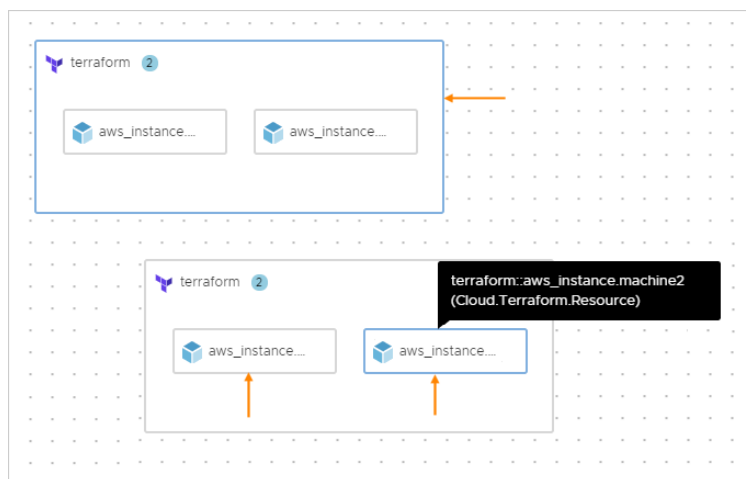 terraform 2
aws_instance.... aws_instance....
terraform 2
terraform::aws_instance.machine2
(Cloud.Terraform.Resource)
aws_instance.... aws_instance....